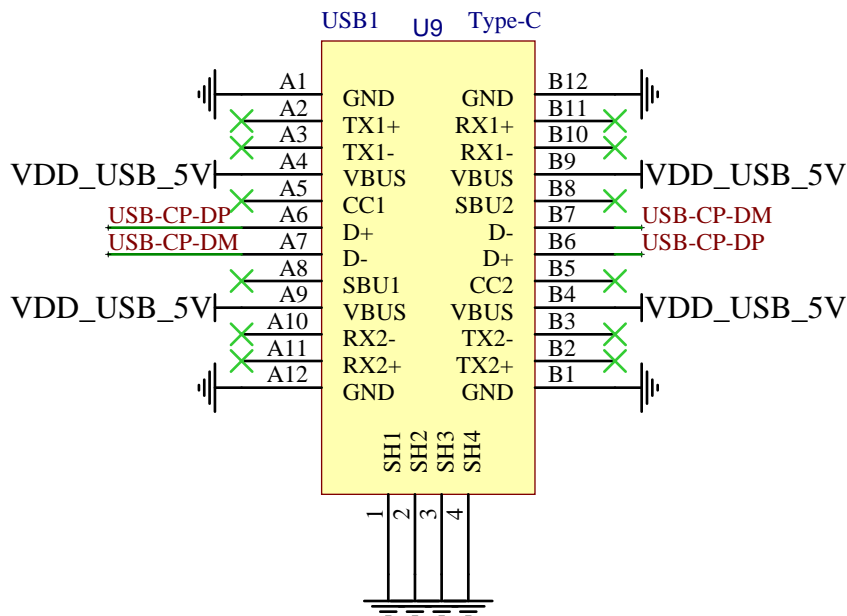 USB1 U9 Type-C
A1 GND GND B12
A2 TX1+ RX1+ B11
A3 TX1- RX1- B10
VDD_USB_5V A4 VBUS VBUS B9 VDD_USB_5V
A5 CC1 SBU2 B8
USB-CP-DP A6 D+ D- B7 USB-CP-DM
USB-CP-DM A7 D- D+ B6 USB-CP-DP
A8 SBU1 CC2 B5
VDD_USB_5V A9 VBUS VBUS B4 VDD_USB_5V
A10 RX2- TX2- B3
A11 RX2+ TX2+ B2
A12 GND GND B1
SH1 SH2 SH3 SH4
1 2 3 4